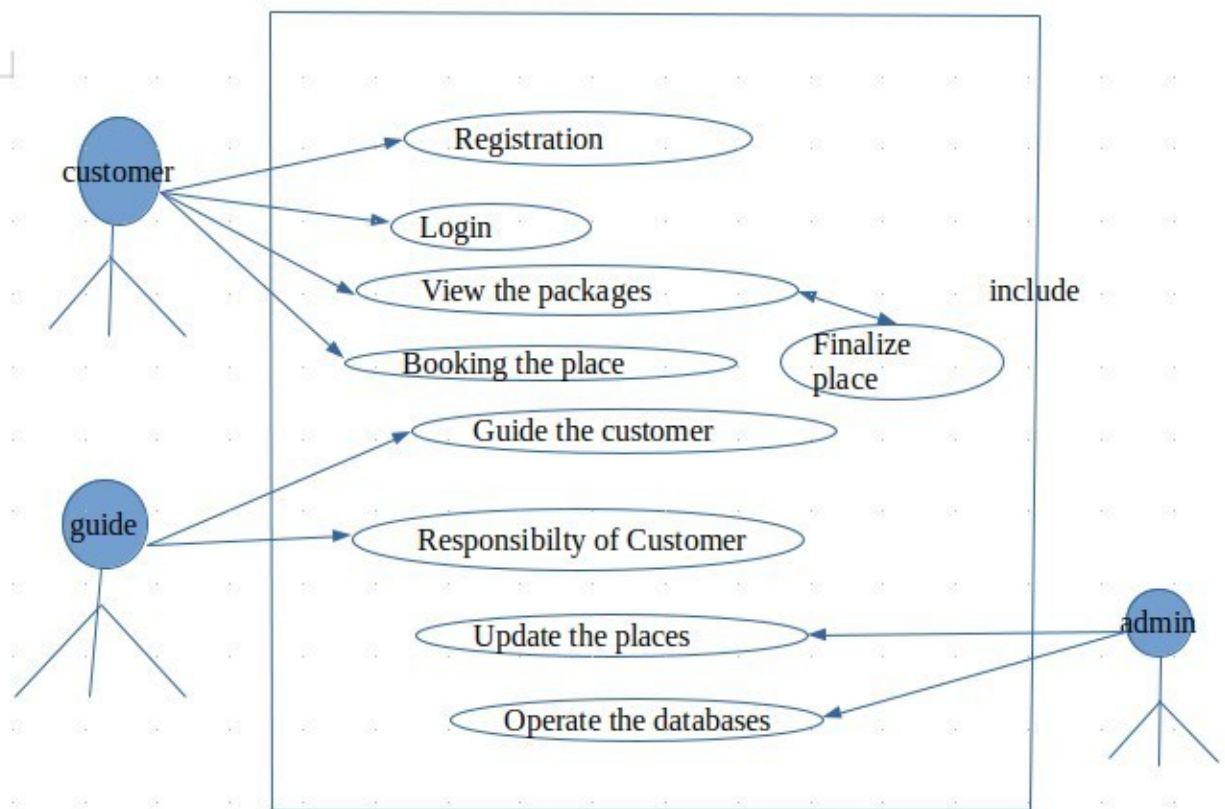 Registration
customer
Login
View the packages
include
Finalize
place
Booking the place
Guide the customer
guide
Responsibilty of Customer
admin
Update the places
Operate the databases